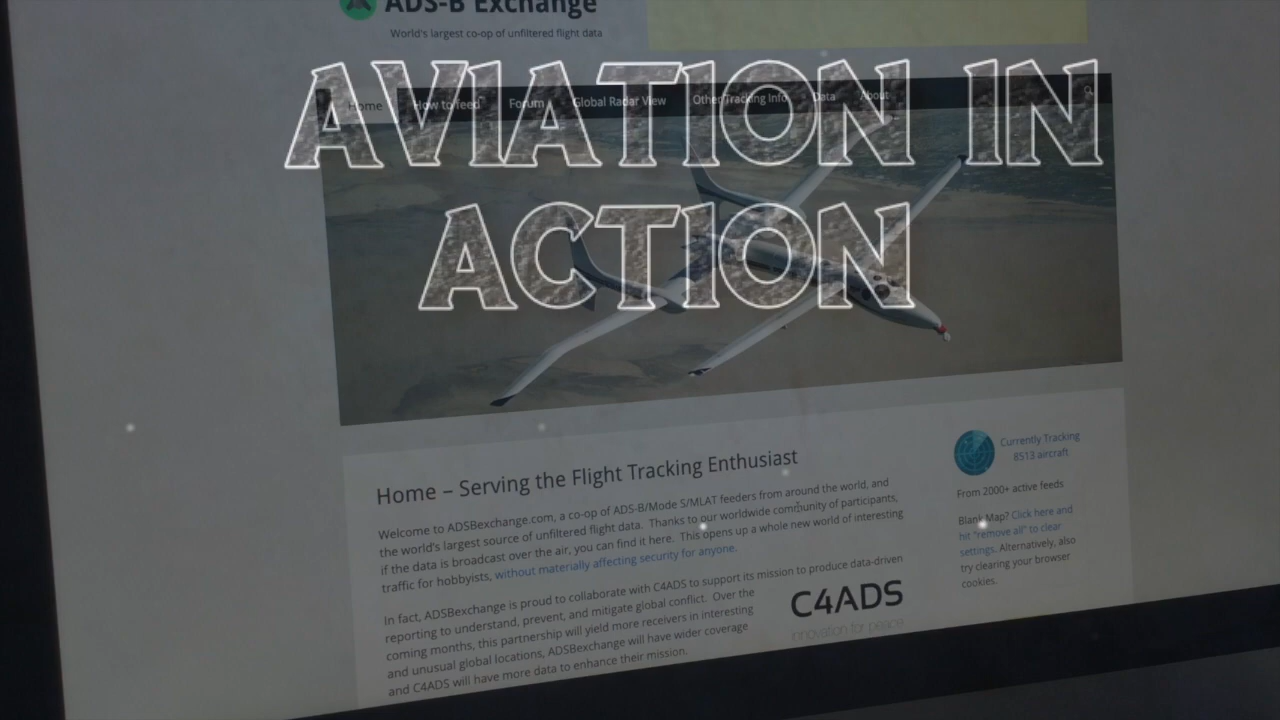 ADS-B Exchange
World's largest co-op of unfiltered flight data
AVIATION IN
ACTION
Home How to feed Forum Global Radar View Other Tracking Info Data About
Home – Serving the Flight Tracking Enthusiast
Welcome to ADSBexchange.com, a co-op of ADS-B/Mode S/MLAT feeders from around the world, and
the world's largest source of unfiltered flight data. Thanks to our worldwide community of participants,
if the data is broadcast over the air, you can find it here. This opens up a whole new world of interesting
traffic for hobbyists, without materially affecting security for anyone.
In fact, ADSBexchange is proud to collaborate with C4ADS to support its mission to produce data-driven
reporting to understand, prevent, and mitigate global conflict. Over the
coming months, this partnership will yield more receivers in interesting
and unusual global locations, ADSBexchange will have wider coverage
and C4ADS will have more data to enhance their mission.
C4ADS
innovation for peace
Currently Tracking
8513 aircraft
From 2000+ active feeds
Blank Map? Click here and
hit "remove all" to clear
settings. Alternatively, also
try clearing your browser
cookies.